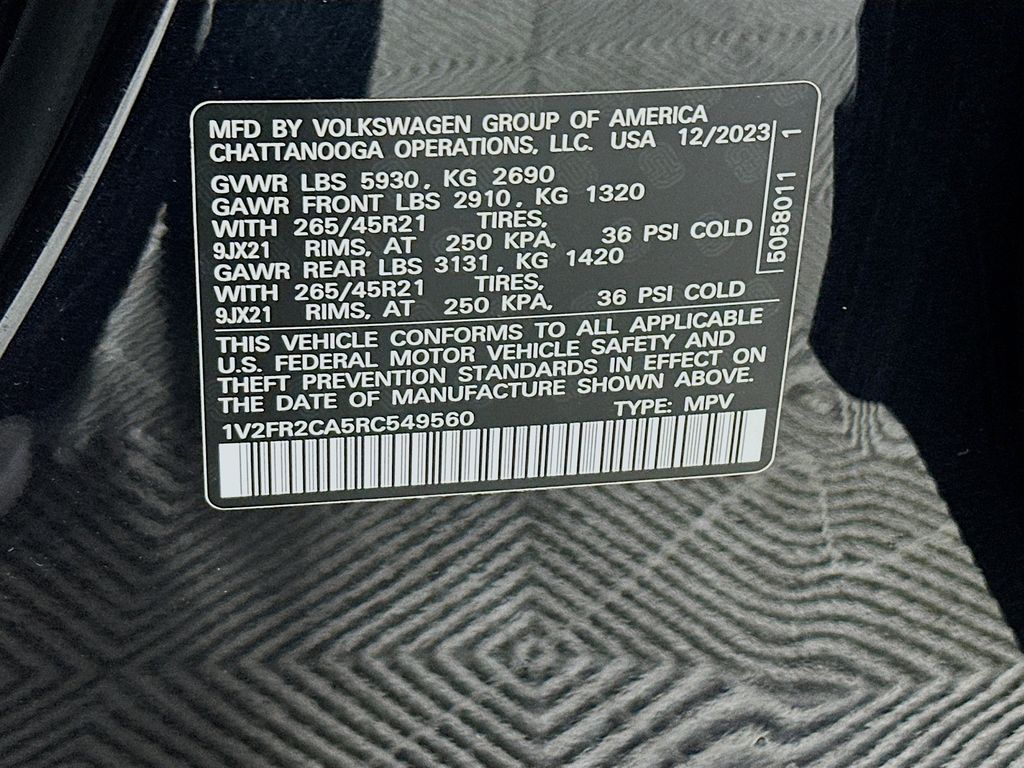 MFD BY VOLKSWAGEN GROUP OF AMERICA
CHATTANOOGA OPERATIONS, LLC. USA 12/2023
GVWR LBS 5930, KG 2690
GAWR FRONT LBS 2910, KG 1320
WITH 265/45R21 TIRES,
9JX21 RIMS, AT 250 KPA, 36 PSI COLD
GAWR REAR LBS 3131, KG 1420
WITH 265/45R21 TIRES,
9JX21 RIMS, AT 250 KPA, 36 PSI COLD
5058011 1
THIS VEHICLE CONFORMS TO ALL APPLICABLE
U.S. FEDERAL MOTOR VEHICLE SAFETY AND
THEFT PREVENTION STANDARDS IN EFFECT ON
THE DATE OF MANUFACTURE SHOWN ABOVE.
1V2FR2CA5RC549560 TYPE: MPV